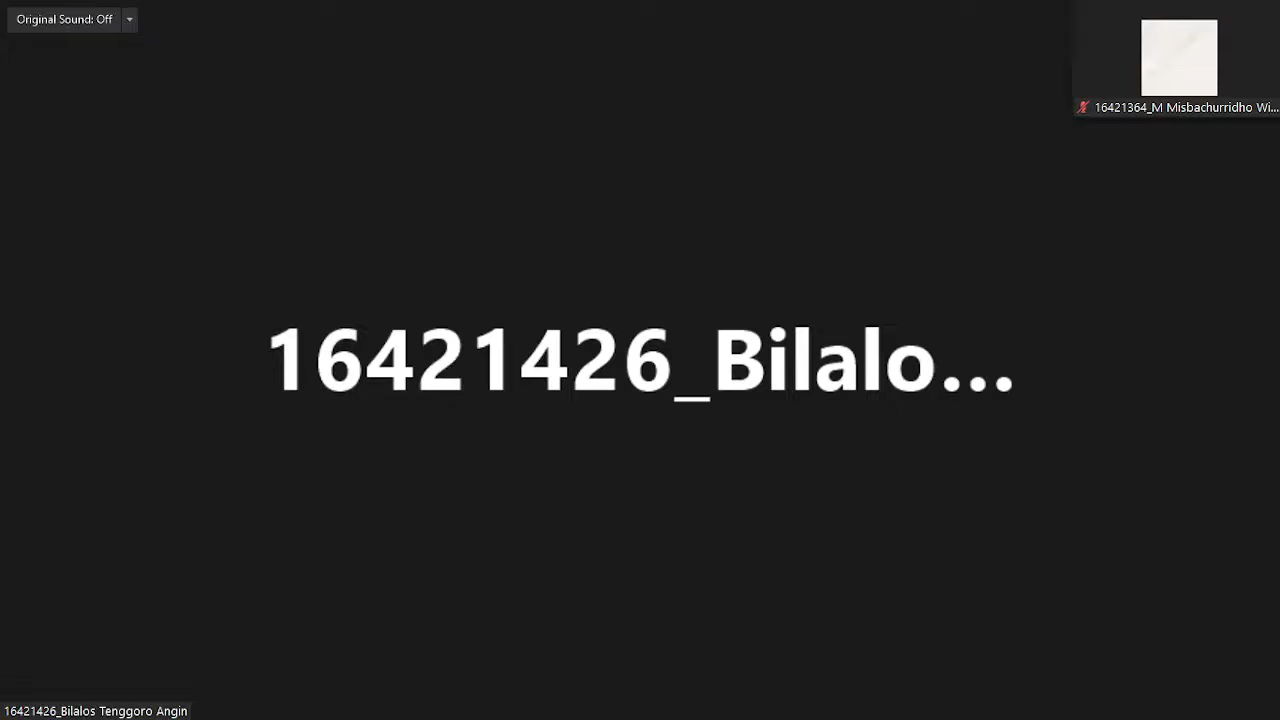 Original Sound: Off
16421364_M Misbachurridho Wi...
16421426_Bilalo...
16421426_Bilalos Tenggoro Angin